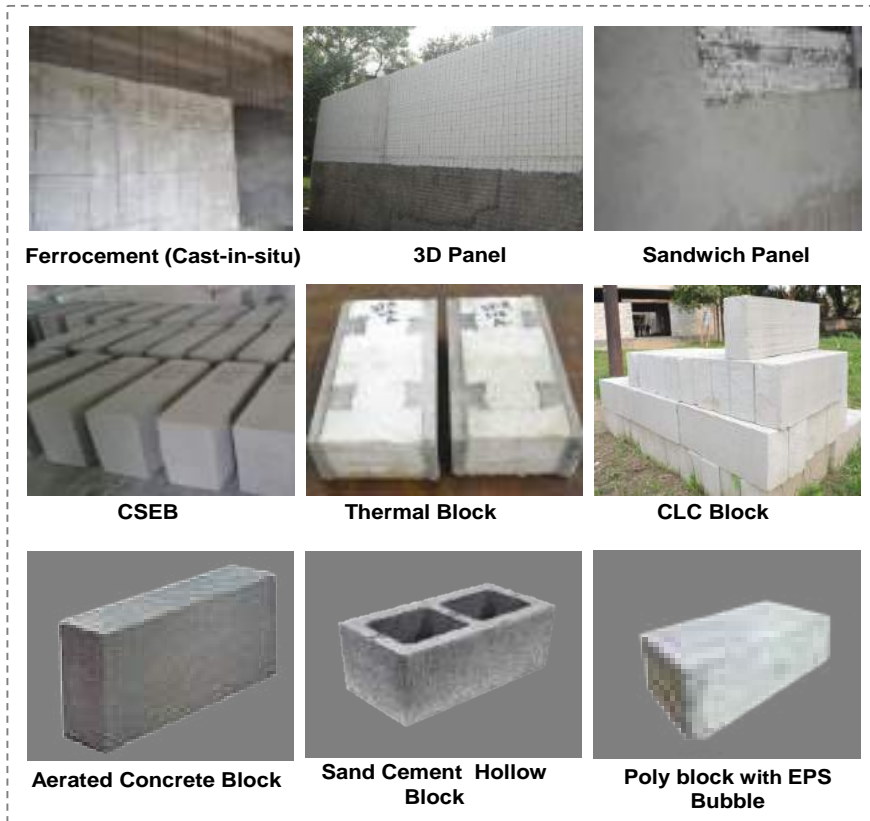 Ferrocement (Cast-in-situ)
3D Panel
Sandwich Panel
CSEB
Thermal Block
CLC Block
Aerated Concrete Block
Sand Cement Hollow
Block
Poly block with EPS
Bubble